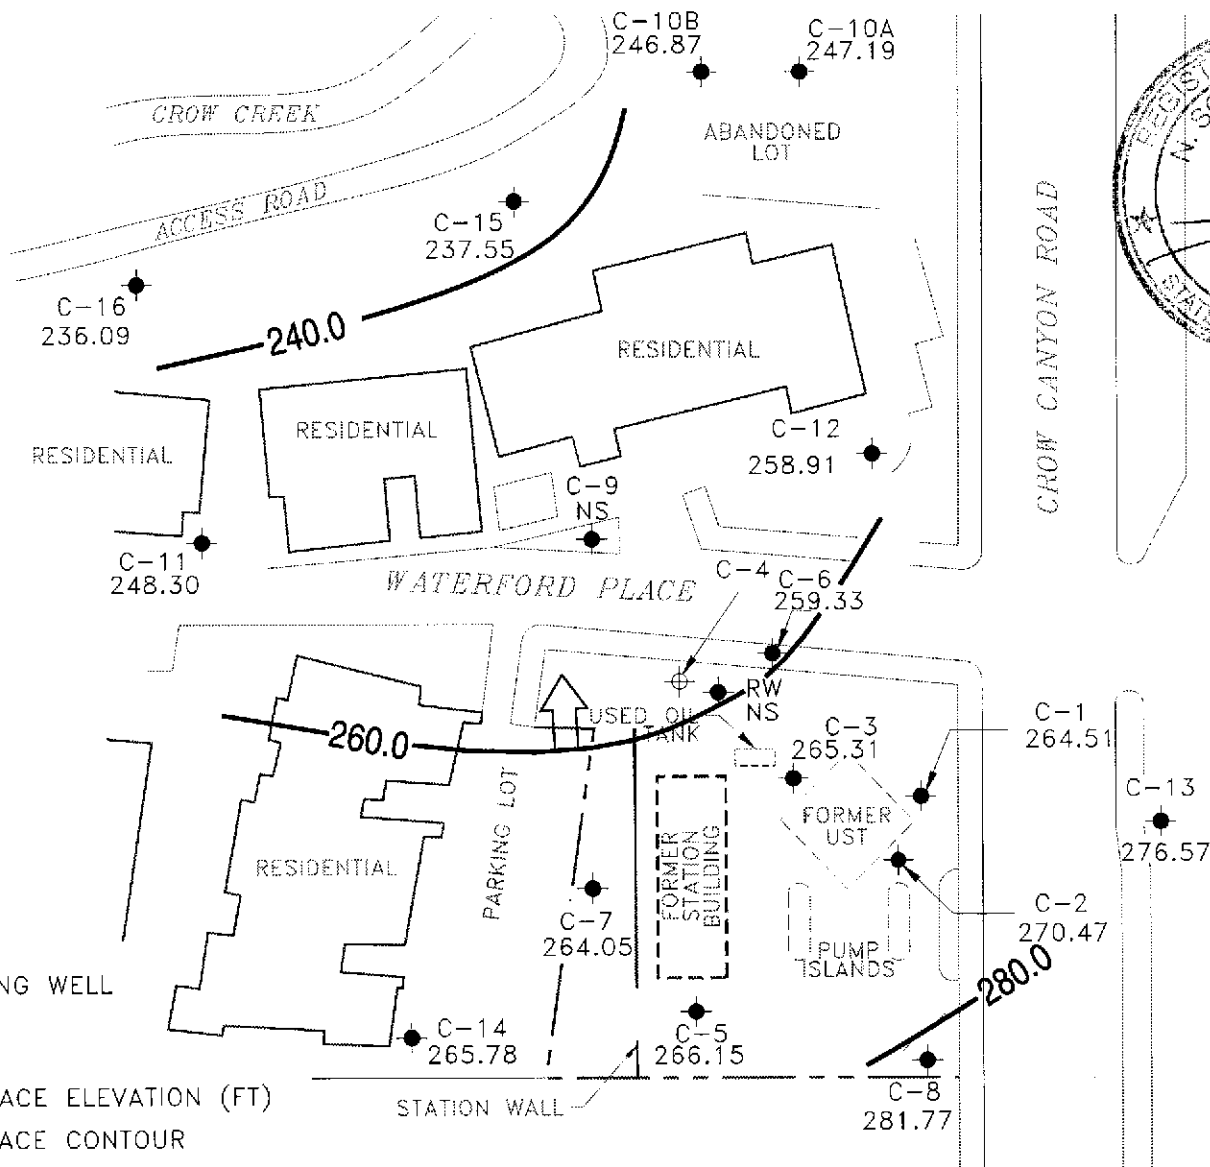 C-10B
246.87
C-10A
247.19
CROW CREEK
ABANDONED
LOT
ACCESS ROAD
C-15
237.55
C-16
236.09
240.0
CROW CANYON ROAD
RESIDENTIAL
RESIDENTIAL
RESIDENTIAL
C-12
258.91
C-9
NS
C-11
248.30
WATERFORD PLACE
C-4
C-6
259.33
RW
NS
USED OIL
TANK
260.0
C-3
265.31
C-1
264.51
C-13
276.57
FORMER
UST
PARKING LOT
FORMER
STATION
BUILDING
RESIDENTIAL
C-7
264.05
C-2
270.47
PUMP
ISLANDS
280.0
NG WELL
C-14
265.78
C-5
266.15
C-8
281.77
STATION WALL
ACE ELEVATION (FT)
ACE CONTOUR